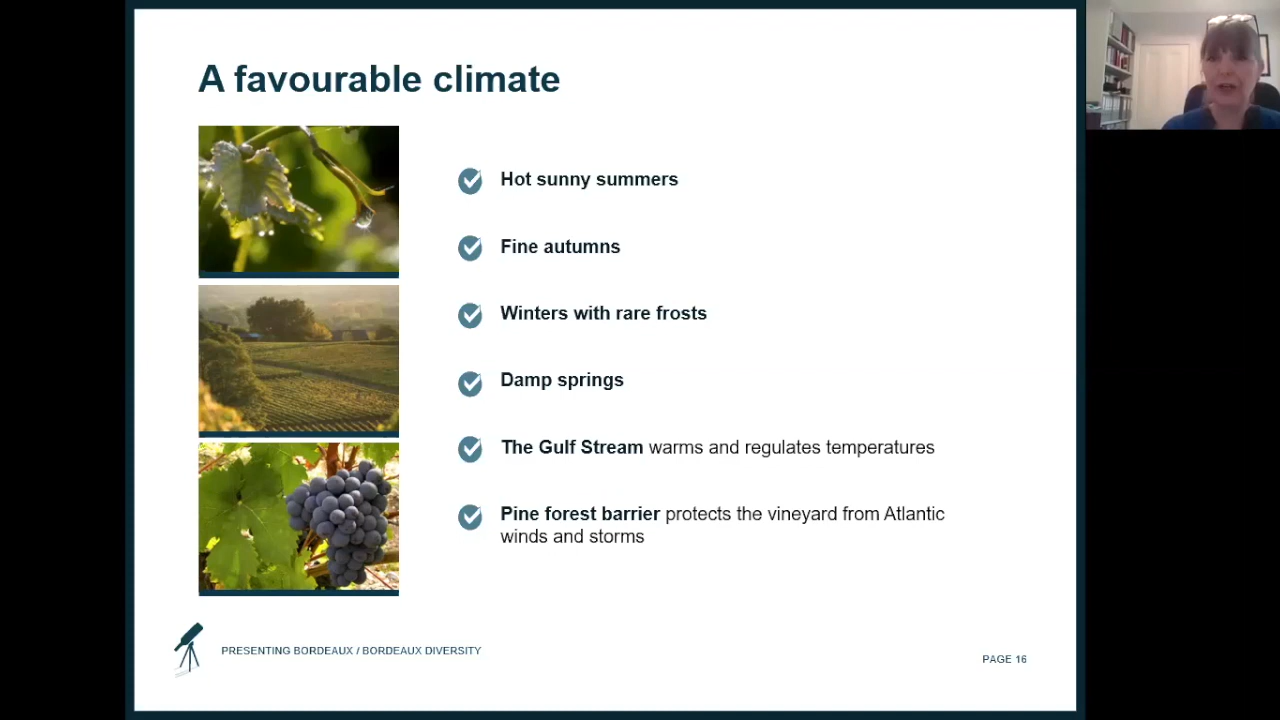 A favourable climate
Hot sunny summers
Fine autumns
Winters with rare frosts
Damp springs
The Gulf Stream warms and regulates temperatures
Pine forest barrier protects the vineyard from Atlantic
winds and storms
PRESENTING BORDEAUX / BORDEAUX DIVERSITY
PAGE 16